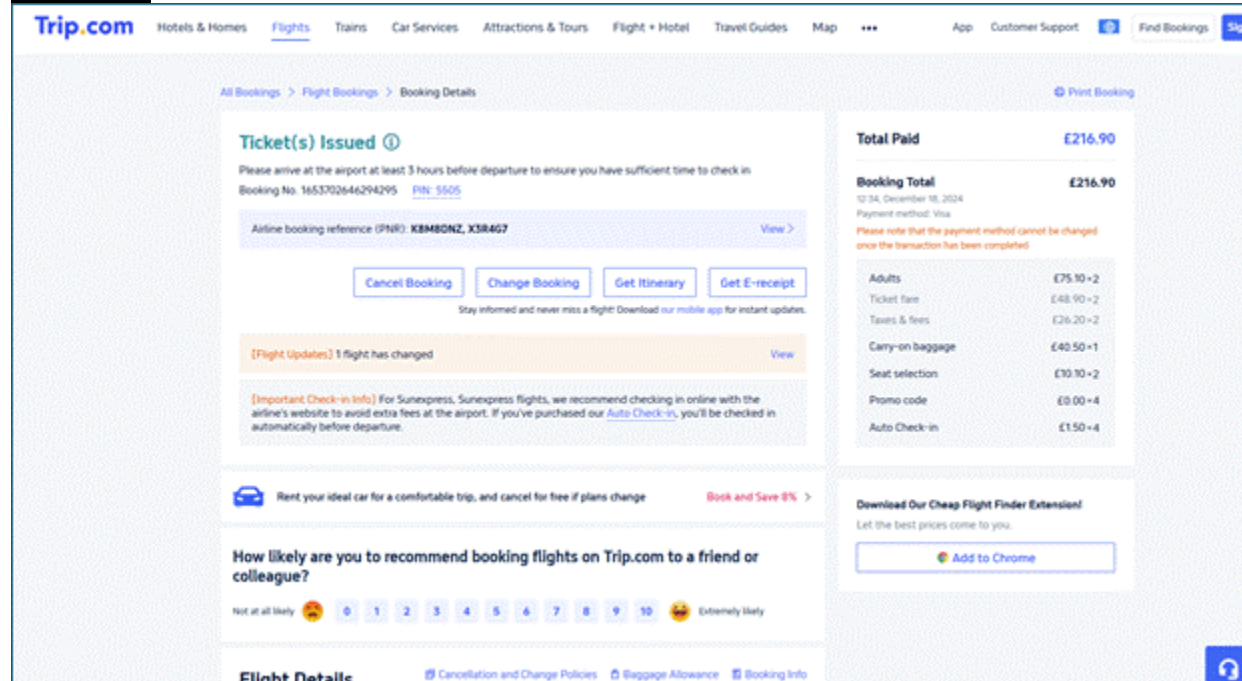 Trip.com Hotels & Homes Flights Trains Car Services Attractions & Tours Flight + Hotel Travel Guides Map ••• App Customer Support Find Bookings
All Bookings > Flight Bookings > Booking Details
Print Booking
Ticket(s) Issued
Please arrive at the airport at least 3 hours before departure to ensure you have sufficient time to check in
Booking No. 1653702646294295 PIN: 5505
Airline booking reference (PNR): K8M8ONZ, X3R4G7 View >
Cancel Booking Change Booking Get Itinerary Get E-receipt
Stay informed and never miss a flight! Download our mobile app for instant updates.
[Flight Updates] 1 flight has changed View
[Important Check-in Info] For Sunexpress, Sunexpress flights, we recommend checking in online with the
airline's website to avoid extra fees at the airport. If you've purchased our Auto Check-in, you'll be checked in
automatically before departure.
Rent your ideal car for a comfortable trip, and cancel for free if plans change Book and Save 8% >
How likely are you to recommend booking flights on Trip.com to a friend or
colleague?
Not at all likely 0 1 2 3 4 5 6 7 8 9 10 Extremely likely
Flight Details Cancellation and Change Policies Baggage Allowance Booking Info
Total Paid £216.90
Booking Total £216.90
12:34, December 18, 2024
Payment method: Visa
Please note that the payment method cannot be changed
once the transaction has been completed
Adults £75.10×2
Ticket fare £48.90×2
Taxes & fees £26.20×2
Carry-on baggage £40.50×1
Seat selection £10.10×2
Promo code £0.00×4
Auto Check-in £1.50×4
Download Our Cheap Flight Finder Extension!
Let the best prices come to you.
Add to Chrome